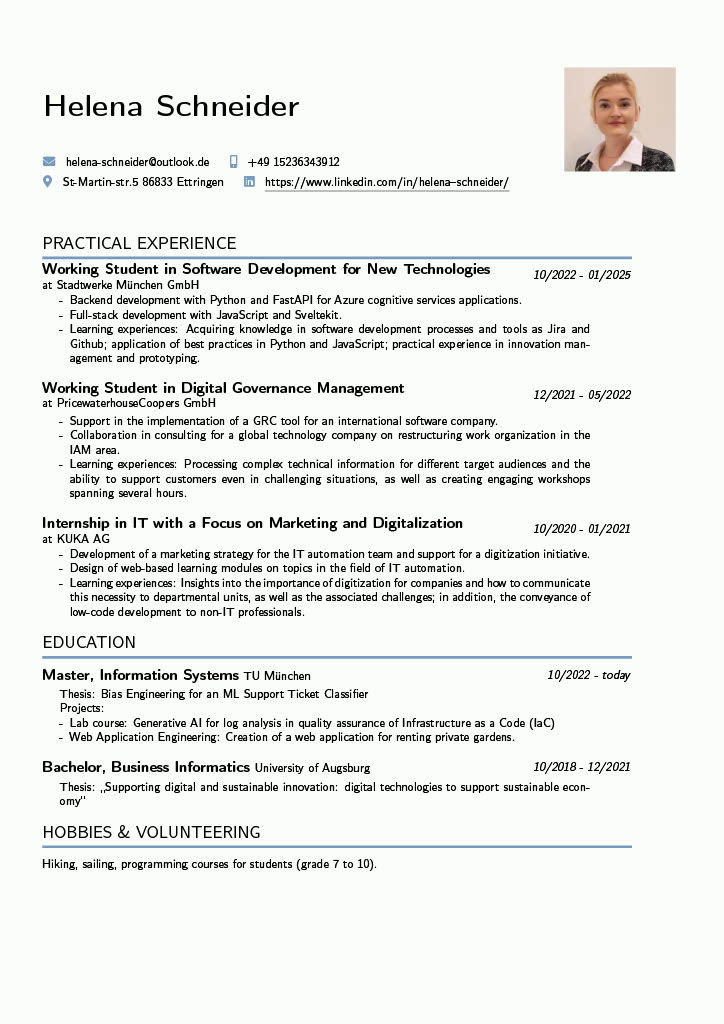 Helena Schneider
helena-schneider@outlook.de +49 15236343912
St-Martin-str.5 86833 Ettringen https://www.linkedin.com/in/helena–schneider/
PRACTICAL EXPERIENCE
Working Student in Software Development for New Technologies 10/2022 - 01/2025
at Stadtwerke München GmbH
- Backend development with Python and FastAPI for Azure cognitive services applications.
- Full-stack development with JavaScript and Sveltekit.
- Learning experiences: Acquiring knowledge in software development processes and tools as Jira and
Github; application of best practices in Python and JavaScript; practical experience in innovation man-
agement and prototyping.
Working Student in Digital Governance Management 12/2021 - 05/2022
at PricewaterhouseCoopers GmbH
- Support in the implementation of a GRC tool for an international software company.
- Collaboration in consulting for a global technology company on restructuring work organization in the
IAM area.
- Learning experiences: Processing complex technical information for different target audiences and the
ability to support customers even in challenging situations, as well as creating engaging workshops
spanning several hours.
Internship in IT with a Focus on Marketing and Digitalization 10/2020 - 01/2021
at KUKA AG
- Development of a marketing strategy for the IT automation team and support for a digitization initiative.
- Design of web-based learning modules on topics in the field of IT automation.
- Learning experiences: Insights into the importance of digitization for companies and how to communicate
this necessity to departmental units, as well as the associated challenges; in addition, the conveyance of
low-code development to non-IT professionals.
EDUCATION
Master, Information Systems TU München 10/2022 - today
Thesis: Bias Engineering for an ML Support Ticket Classifier
Projects:
- Lab course: Generative AI for log analysis in quality assurance of Infrastructure as a Code (IaC)
- Web Application Engineering: Creation of a web application for renting private gardens.
Bachelor, Business Informatics University of Augsburg 10/2018 - 12/2021
Thesis: „Supporting digital and sustainable innovation: digital technologies to support sustainable econ-
omy"
HOBBIES & VOLUNTEERING
Hiking, sailing, programming courses for students (grade 7 to 10).